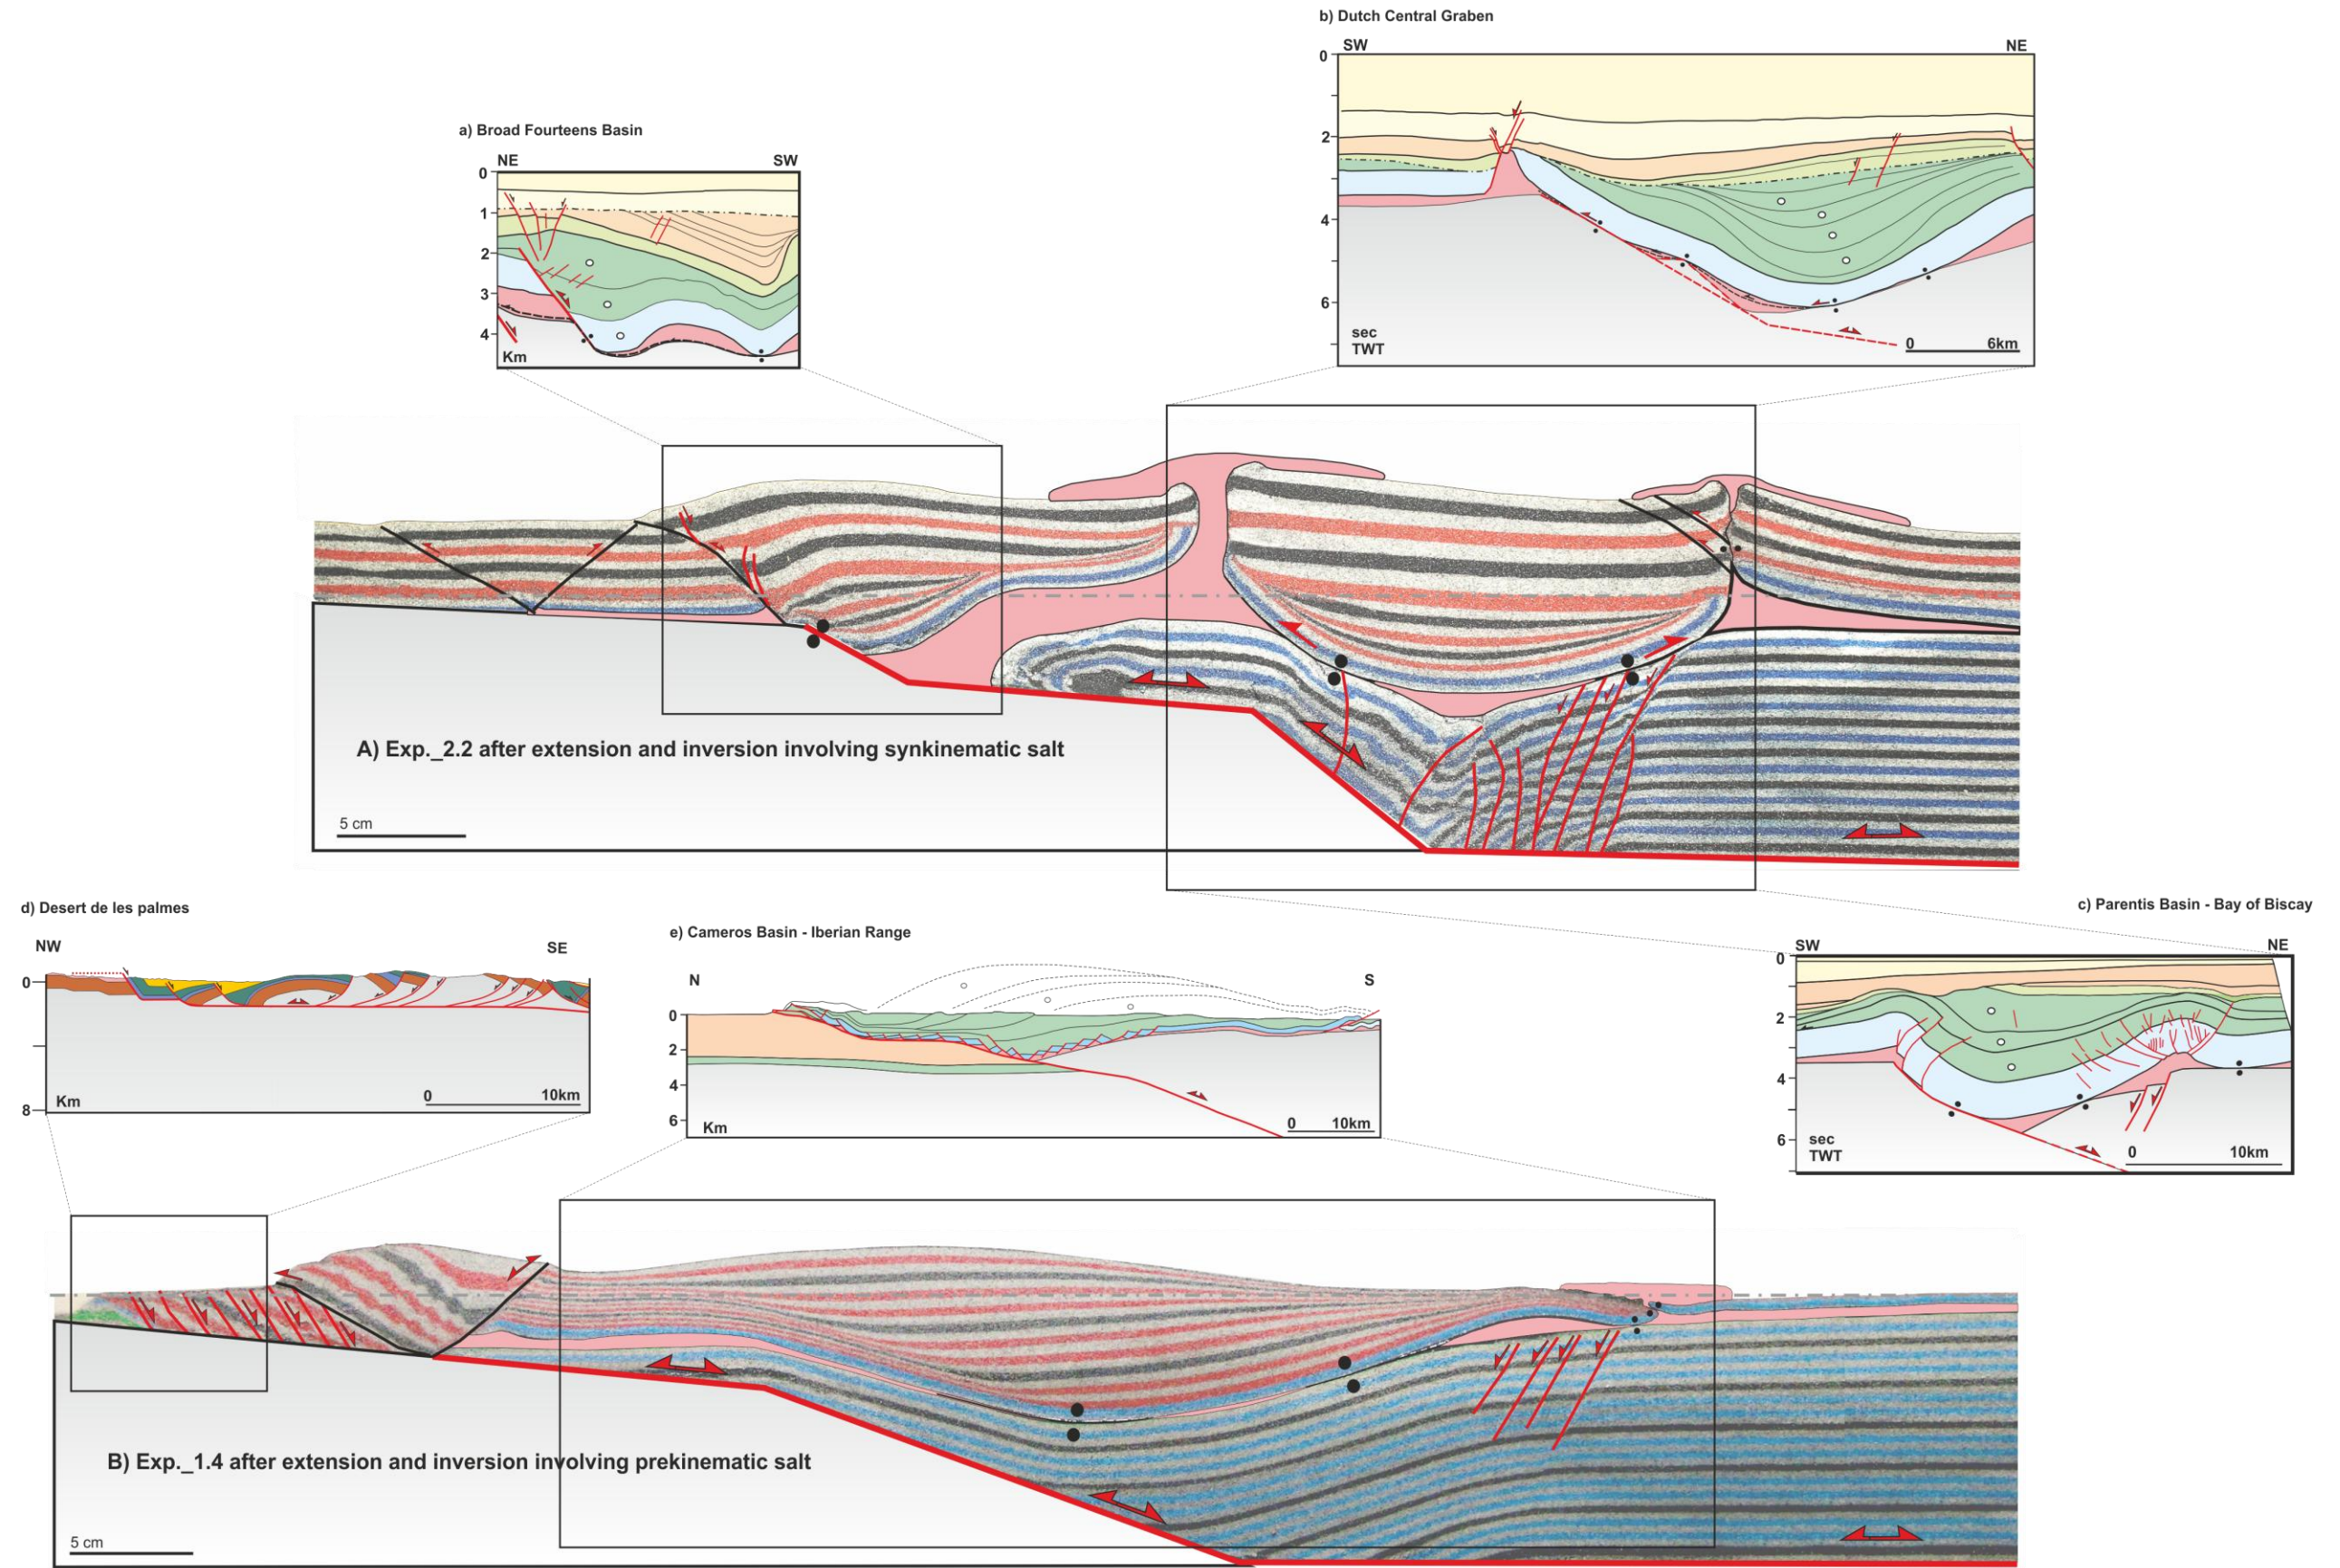 b) Dutch Central Graben
SW
NE
0
2
4
6
sec
TWT
0
6km
a) Broad Fourteens Basin
NE
SW
0
1
2
3
4
Km
A) Exp._2.2 after extension and inversion involving synkinematic salt
5 cm
d) Desert de les palmes
NW
SE
0
8
Km
0
10km
e) Cameros Basin - Iberian Range
N
S
0
2
4
6
Km
0
10km
c) Parentis Basin - Bay of Biscay
SW
NE
0
2
4
6
sec
TWT
0
10km
B) Exp._1.4 after extension and inversion involving prekinematic salt
5 cm